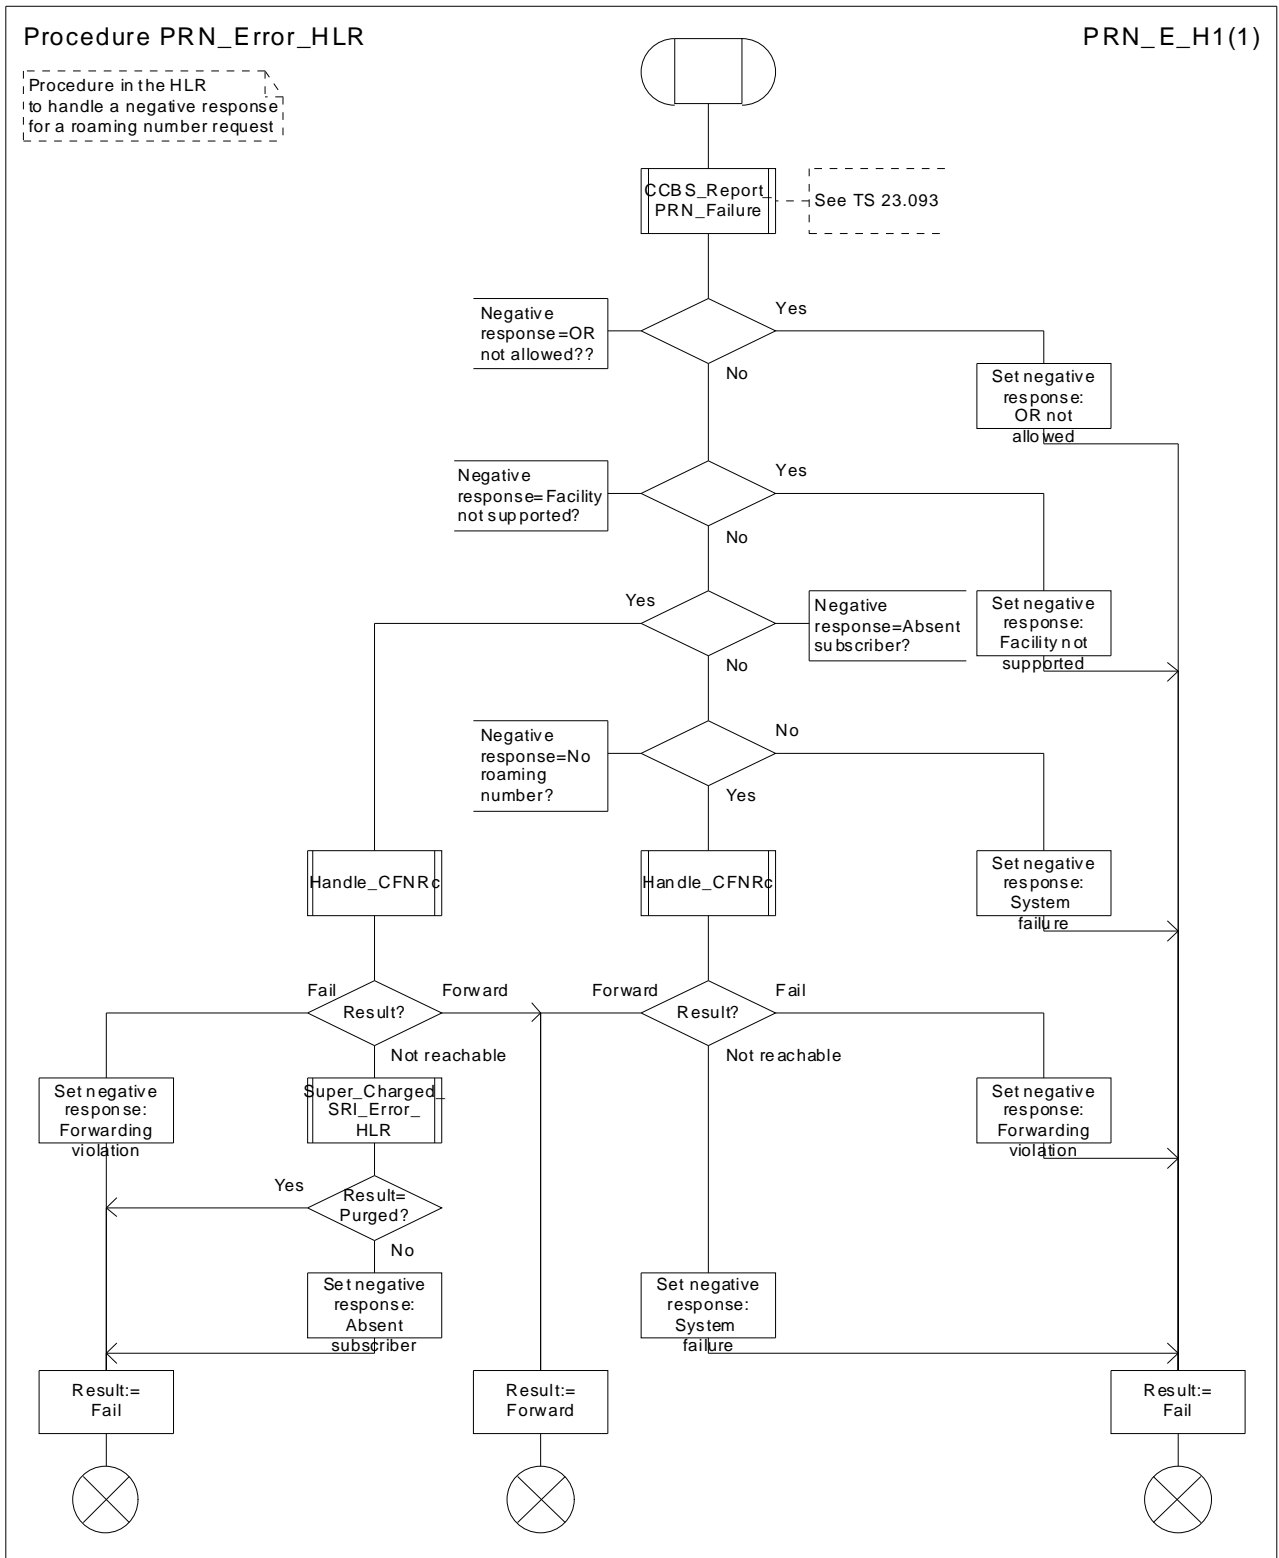 Procedure PRN_Error_HLR
PRN_E_H1(1)
Procedure in the HLR
to handle a negative response
for a roaming number request
CCBS_Report_
PRN_Failure
See TS 23.093
Negative
response=OR
not allowed??
Yes
No
Set negative
response:
OR not
allowed
Negative
response=Facility
not supported?
Yes
No
Yes
Negative
response=Absent
subscriber?
Set negative
response:
Facility not
supported
No
Negative
response=No
roaming
number?
No
Yes
Handle_CFNRc
Handle_CFNRc
Set negative
response:
System
failure
Fail
Result?
Forward
Forward
Result?
Fail
Not reachable
Not reachable
Set negative
response:
Forwarding
violation
Super_Charged_
SRI_Error_
HLR
Set negative
response:
Forwarding
violation
Yes
Result=
Purged?
No
Set negative
response:
Absent
subscriber
Set negative
response:
System
failure
Result:=
Fail
Result:=
Forward
Result:=
Fail